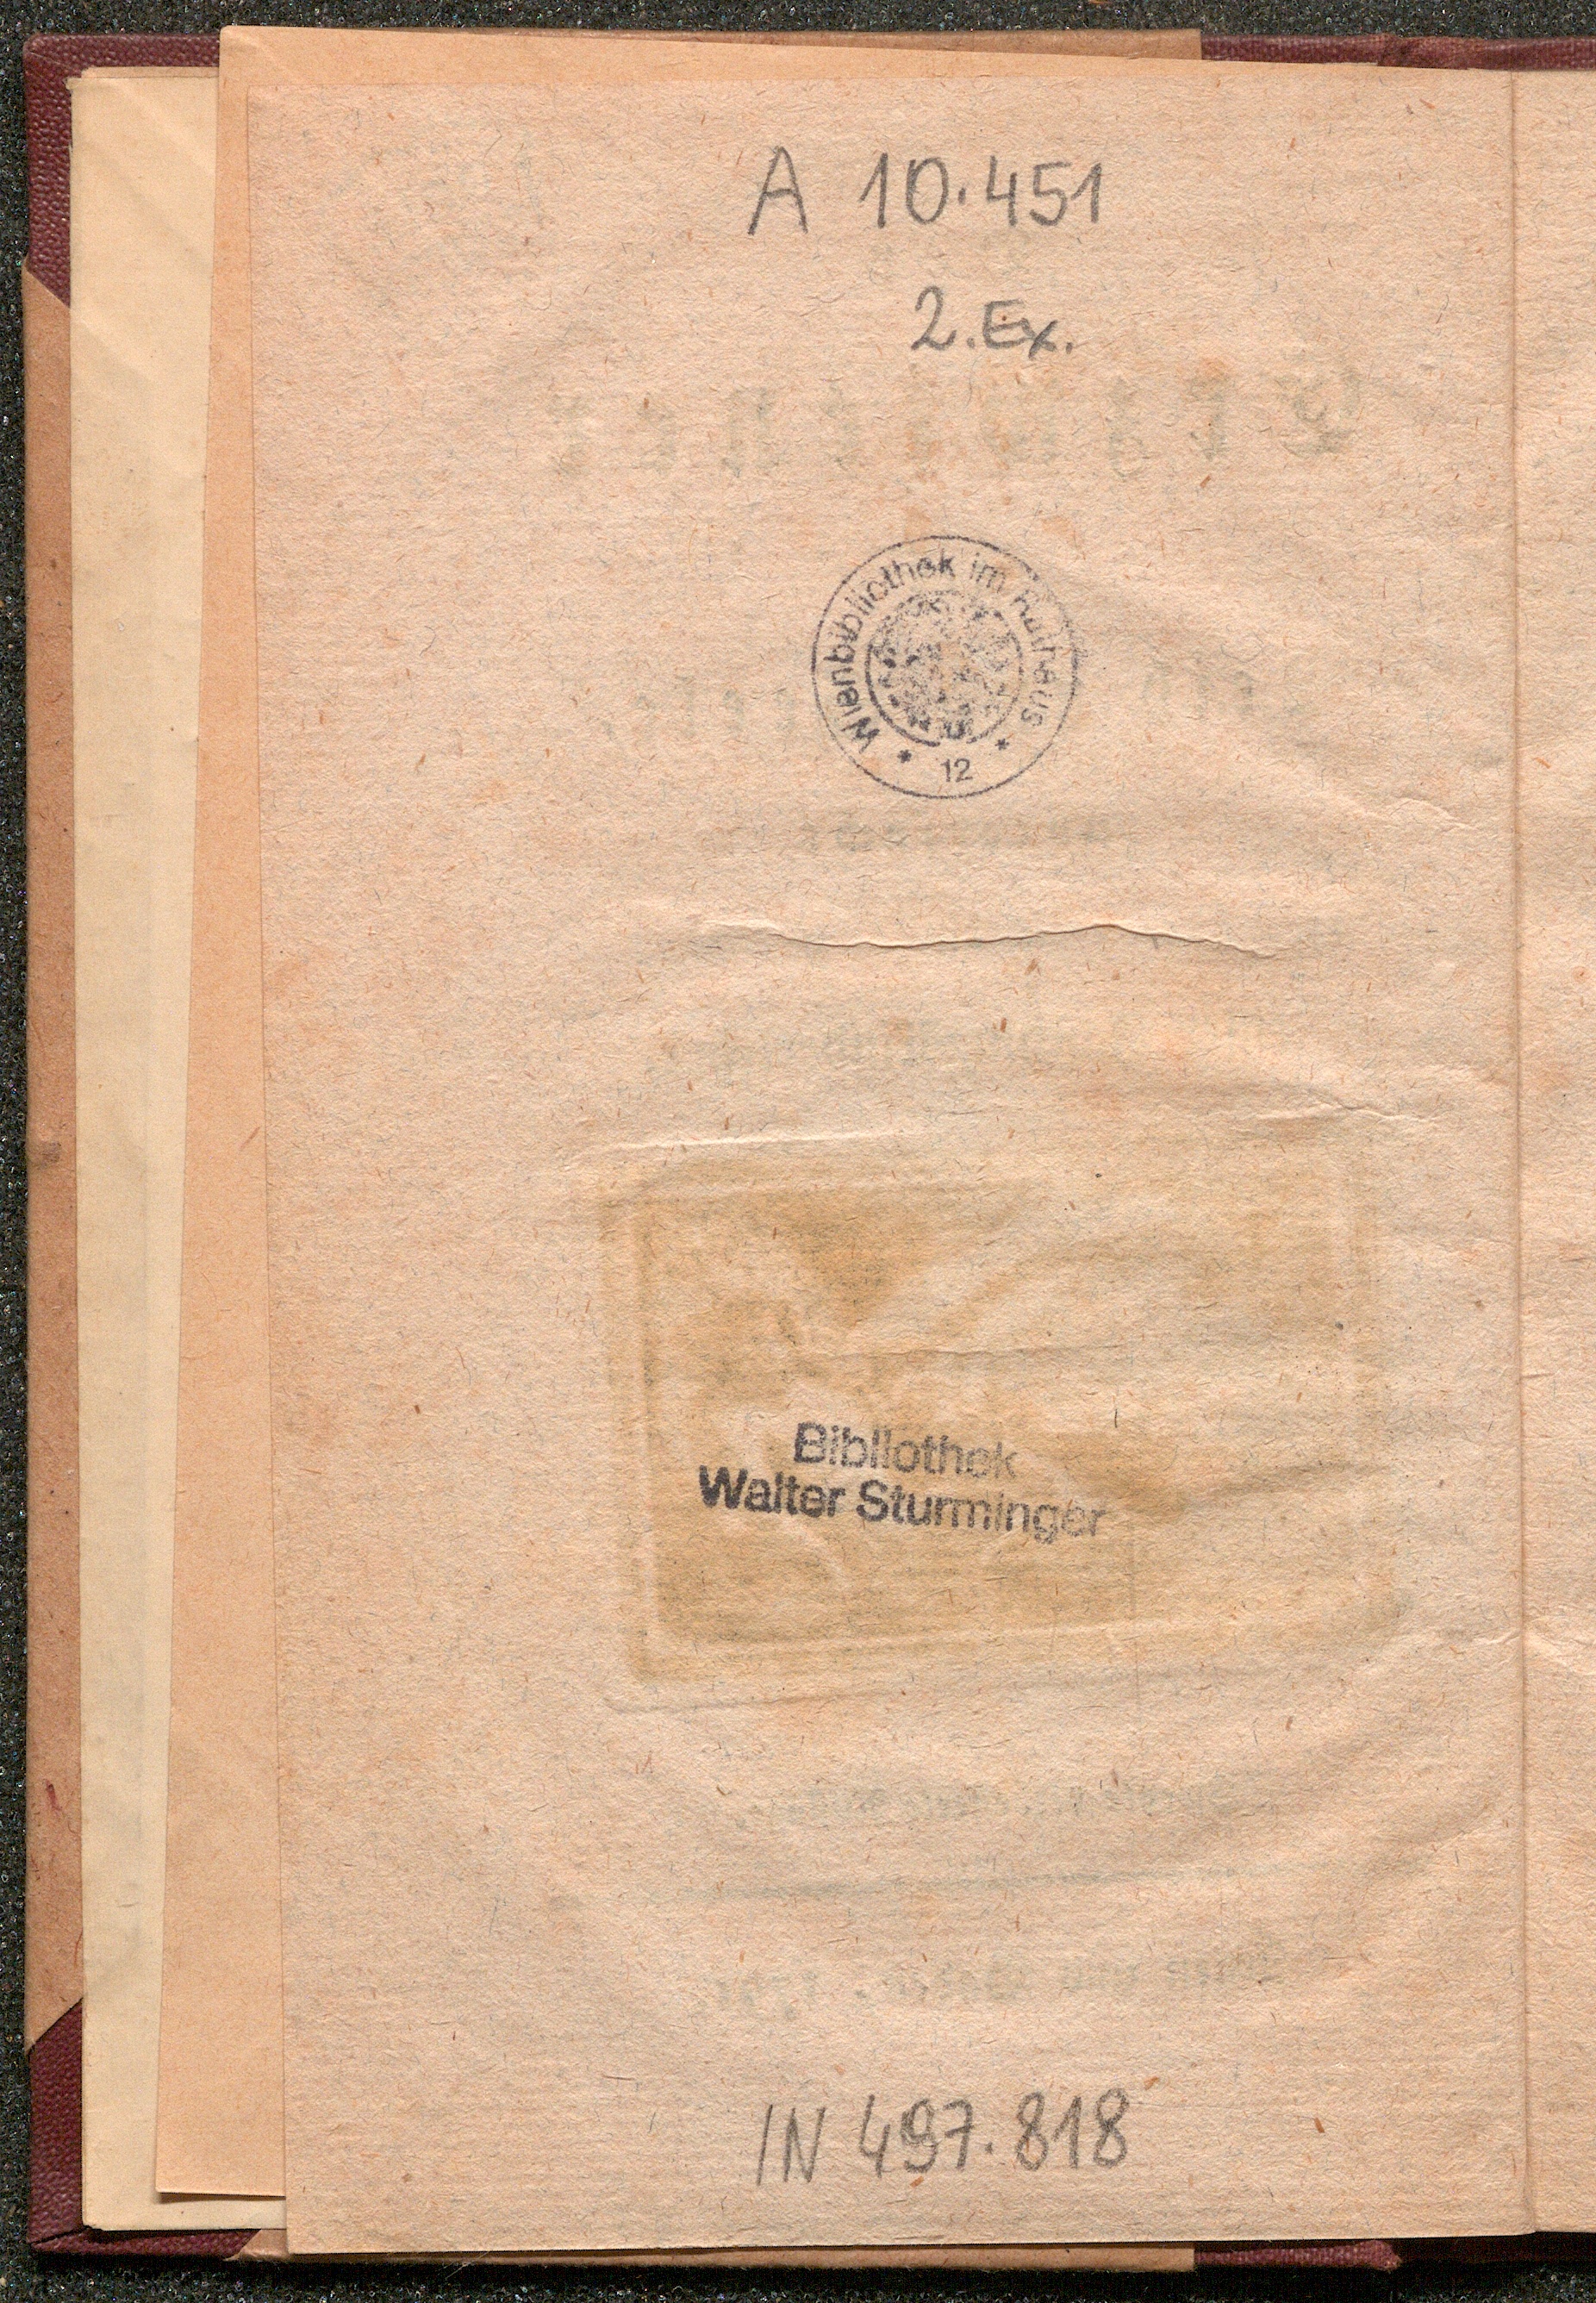 A 10.451
2.Ex.
Wienbibliothek im Rathaus
* 12 *
Bibliothek
Walter Sturminger
IN 497.818